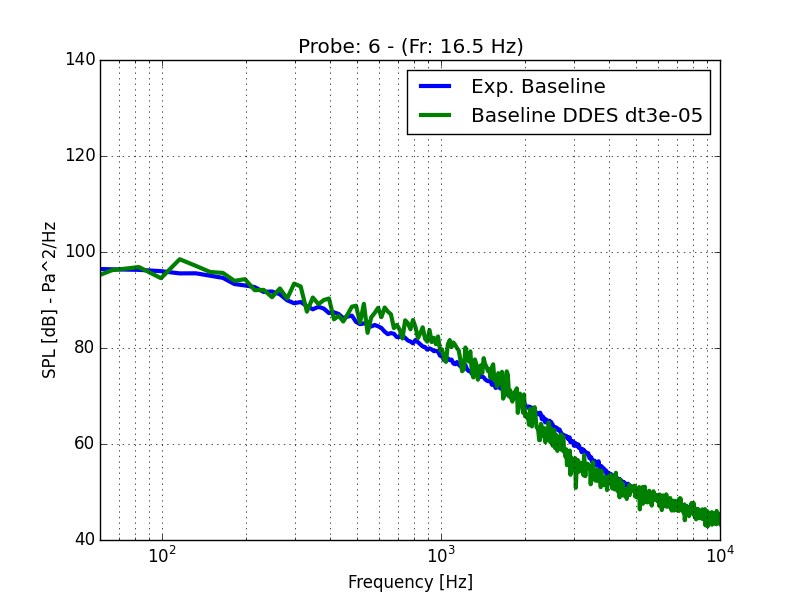 Probe: 6 - (Fr: 16.5 Hz)
Exp. Baseline
Baseline DDES dt3e-05
140
120
100
80
60
40
SPL [dB] - Pa^2/Hz
10^2
10^3
10^4
Frequency [Hz]